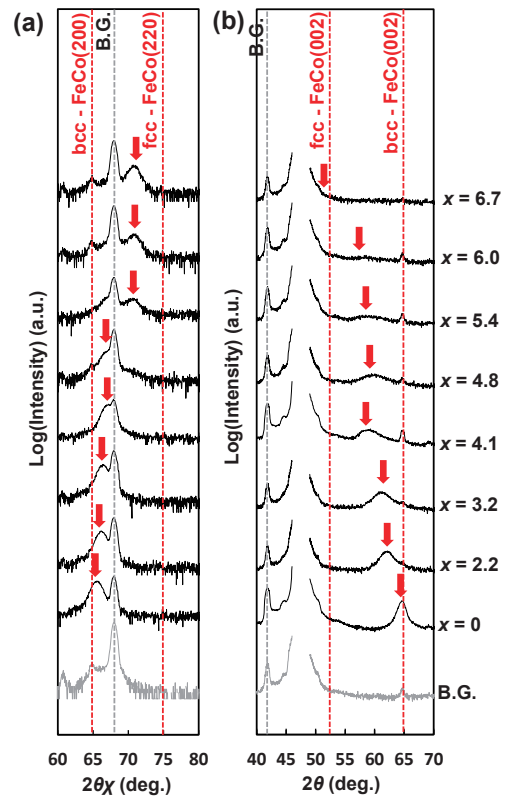 (a)
bcc - FeCo(200)
B.G.
fcc - FeCo(220)
Log(Intensity) (a.u.)
60 65 70 75 80
2θχ (deg.)
(b)
B.G.
fcc - FeCo(002)
bcc - FeCo(002)
Log(Intensity) (a.u.)
x = 6.7
x = 6.0
x = 5.4
x = 4.8
x = 4.1
x = 3.2
x = 2.2
x = 0
B.G.
40 45 50 55 60 65 70
2θ (deg.)